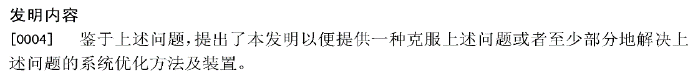 发明内容
[0004] 鉴于上述问题,提出了本发明以便提供一种克服上述问题或者至少部分地解决上
述问题的系统优化方法及装置。